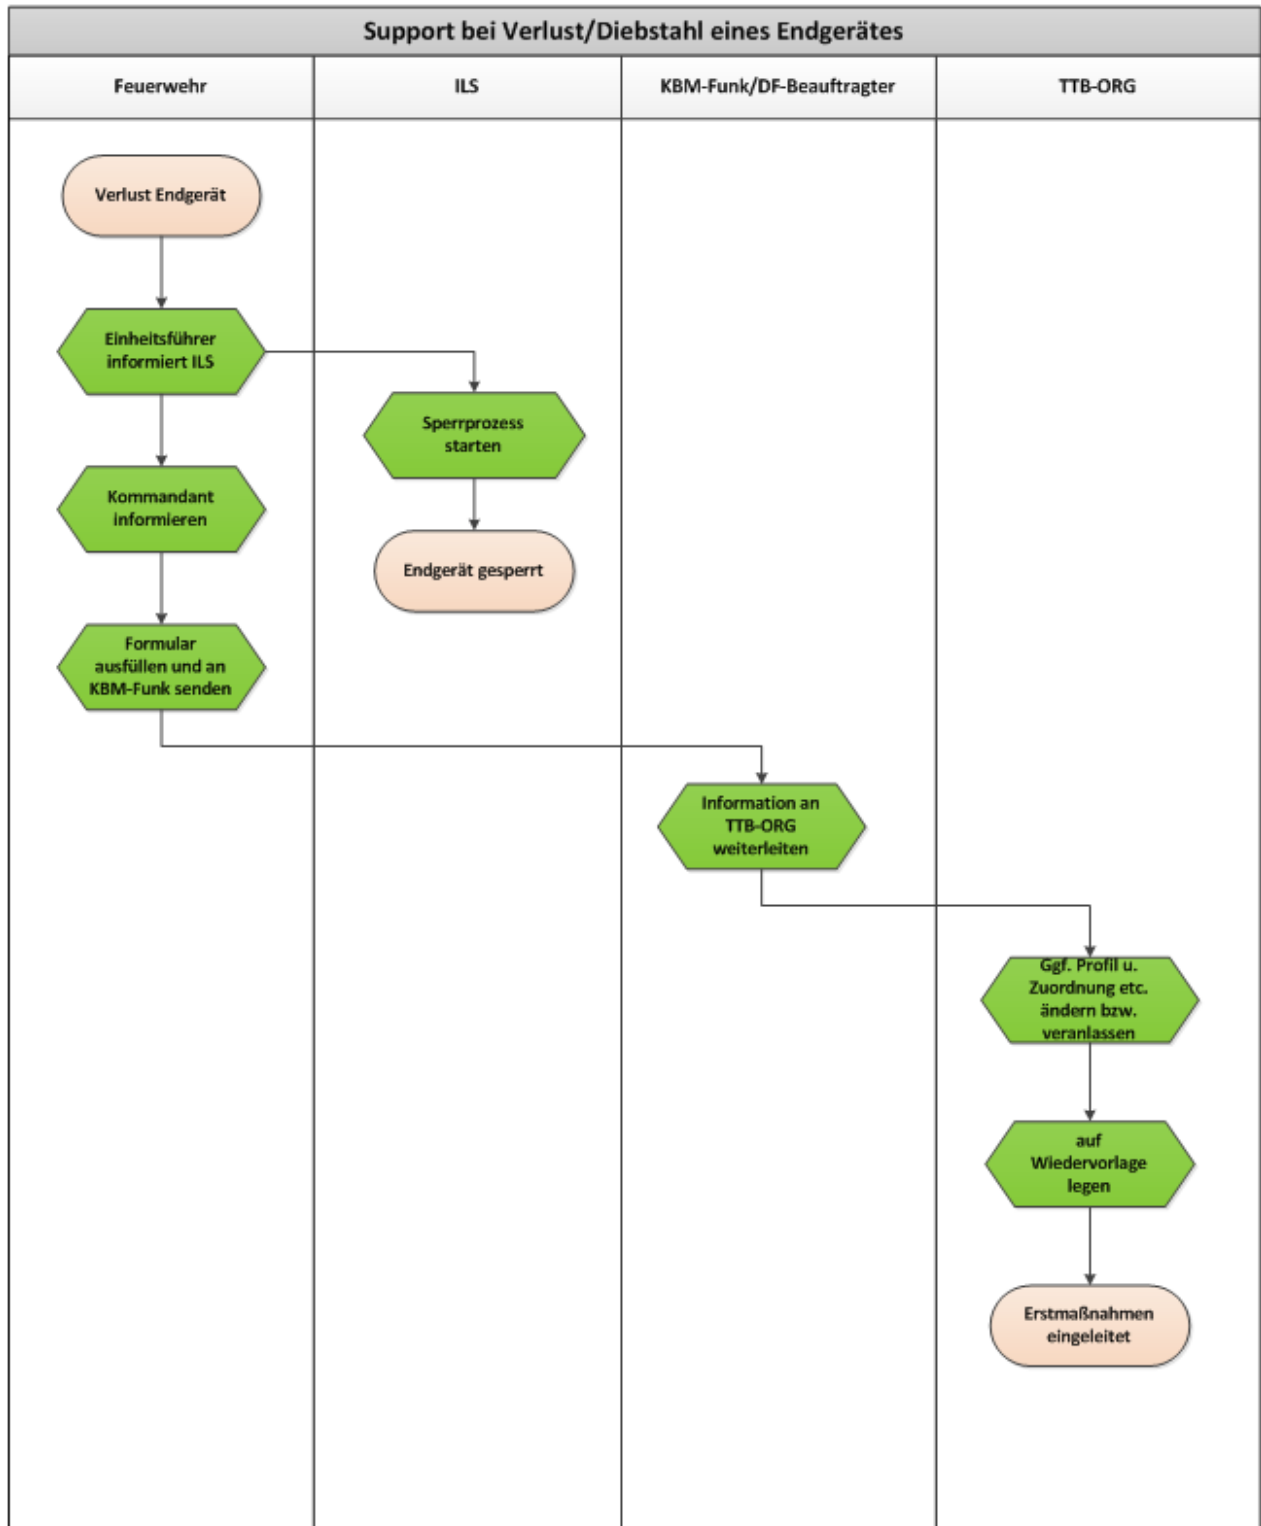 Support bei Verlust/Diebstahl eines Endgerätes
Feuerwehr
ILS
KBM-Funk/DF-Beauftragter
TTB-ORG
Verlust Endgerät
Einheitsführer
informiert ILS
Sperrprozess
starten
Kommandant
informieren
Endgerät gesperrt
Formular
ausfüllen und an
KBM-Funk senden
Information an
TTB-ORG
weiterleiten
Ggf. Profil u.
Zuordnung etc.
ändern bzw.
veranlassen
auf
Wiedervorlage
legen
Erstmaßnahmen
eingeleitet